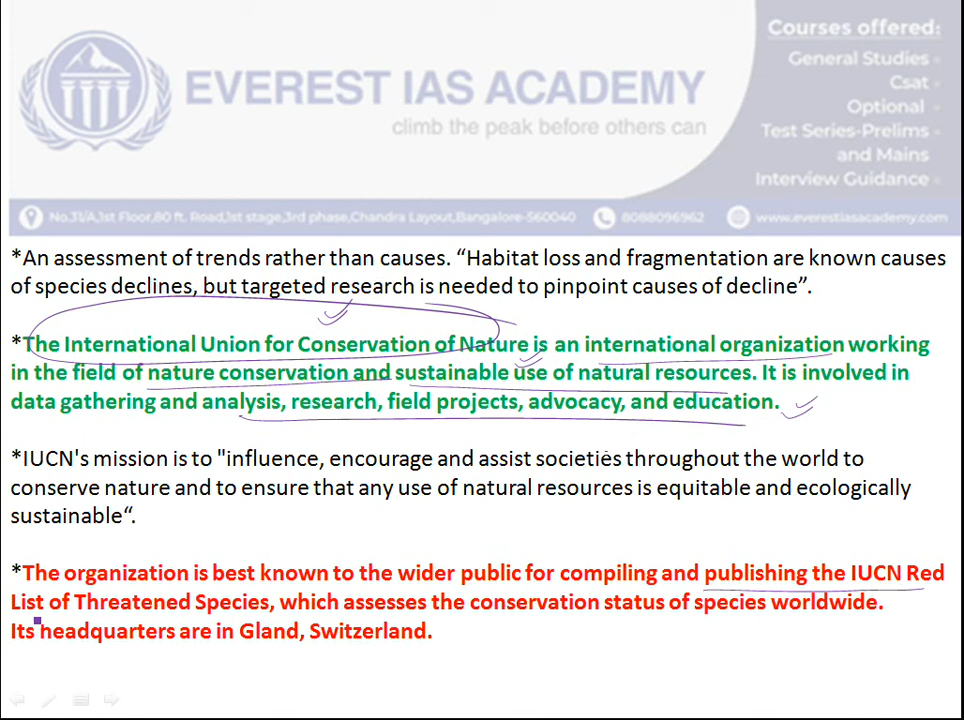 Courses offered:
EVEREST IAS ACADEMY
climb the peak before others can
General Studies
Csat
Optional
Test Series-Prelims
and Mains
Interview Guidance
No.31/A,1st Floor,80 ft. Road,1st stage,3rd phase,Chandra Layout,Bangalore-560040 8088096962 www.everestiasacademy.com
*An assessment of trends rather than causes. “Habitat loss and fragmentation are known causes
of species declines, but targeted research is needed to pinpoint causes of decline”.
*The International Union for Conservation of Nature is an international organization working
in the field of nature conservation and sustainable use of natural resources. It is involved in
data gathering and analysis, research, field projects, advocacy, and education.
*IUCN's mission is to "influence, encourage and assist societies throughout the world to
conserve nature and to ensure that any use of natural resources is equitable and ecologically
sustainable“.
*The organization is best known to the wider public for compiling and publishing the IUCN Red
List of Threatened Species, which assesses the conservation status of species worldwide.
Its headquarters are in Gland, Switzerland.